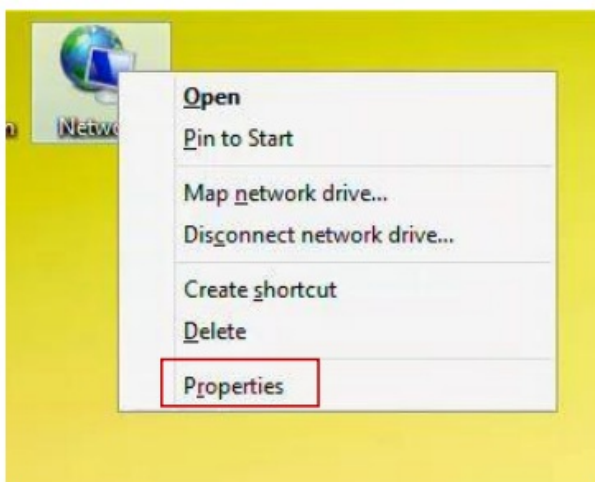 Netwo
Open
Pin to Start
Map network drive...
Disconnect network drive...
Create shortcut
Delete
Properties